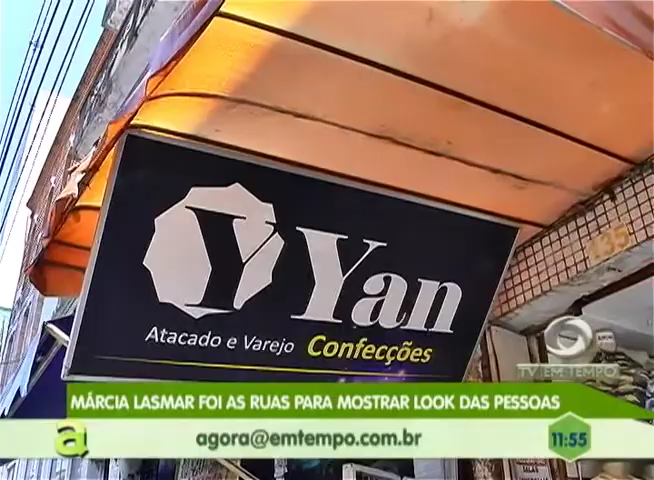 Y Yan
Atacado e Varejo Confecções
135
TV EM TEMPO
MÁRCIA LASMAR FOI AS RUAS PARA MOSTRAR LOOK DAS PESSOAS
a agora@emtempo.com.br 11:55